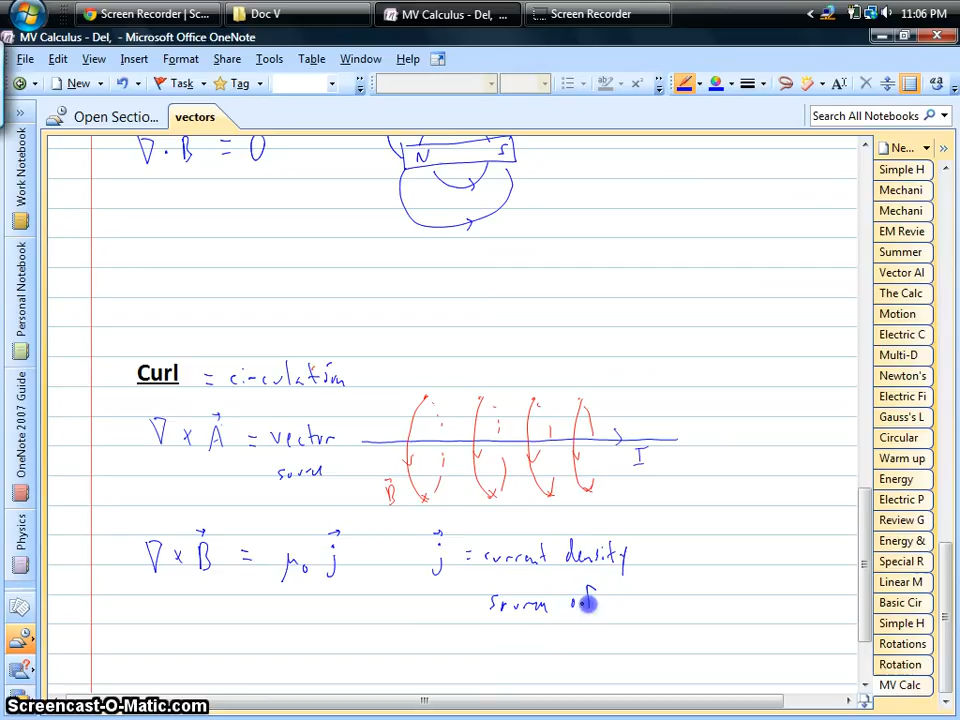 Screen Recorder | Sc...
Doc V
MV Calculus - Del, ...
Screen Recorder
11:06 PM
MV Calculus - Del, - Microsoft Office OneNote
File Edit View Insert Format Share Tools Table Window Help
New Task Tag
Open Sectio...
vectors
Search All Notebooks
Work Notebook
Personal Notebook
OneNote 2007 Guide
Physics
∇ · B = 0
N S
Curl = circulation
∇ × A⃗ = vector
I
B⃗
∇ × B⃗ = μ₀ j⃗
j⃗ = current density
of
Ne...
Simple H
Mechani
Mechani
EM Revie
Summer
Vector Al
The Calc
Motion
Electric C
Multi-D
Newton's
Electric Fi
Gauss's L
Circular
Warm up
Energy
Electric P
Review G
Energy &
Special R
Linear M
Basic Cir
Simple H
Rotations
Rotation
MV Calc
Screencast-O-Matic.com